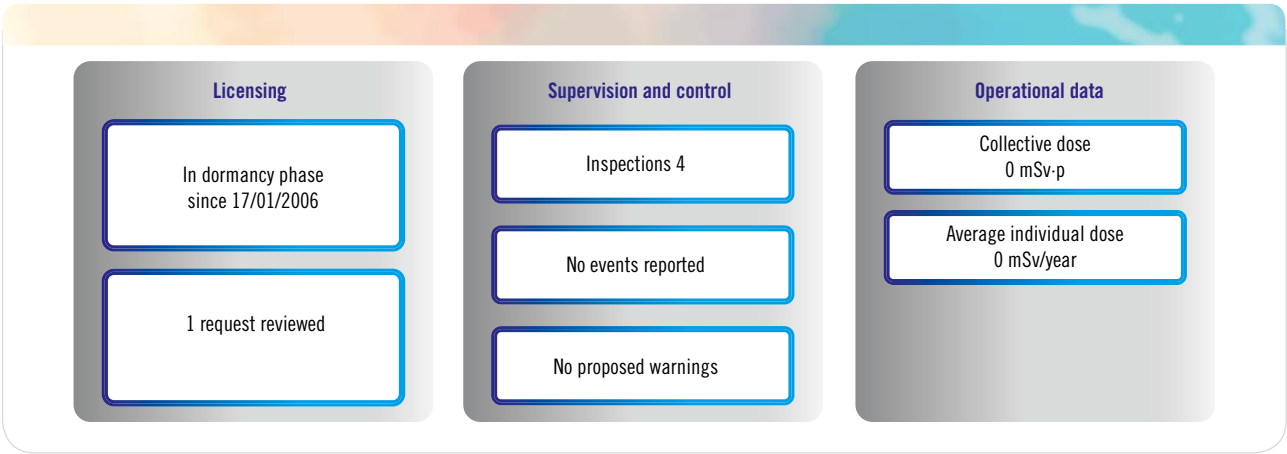 Licensing
In dormancy phase
since 17/01/2006
1 request reviewed
Supervision and control
Inspections 4
No events reported
No proposed warnings
Operational data
Collective dose
0 mSv·p
Average individual dose
0 mSv/year